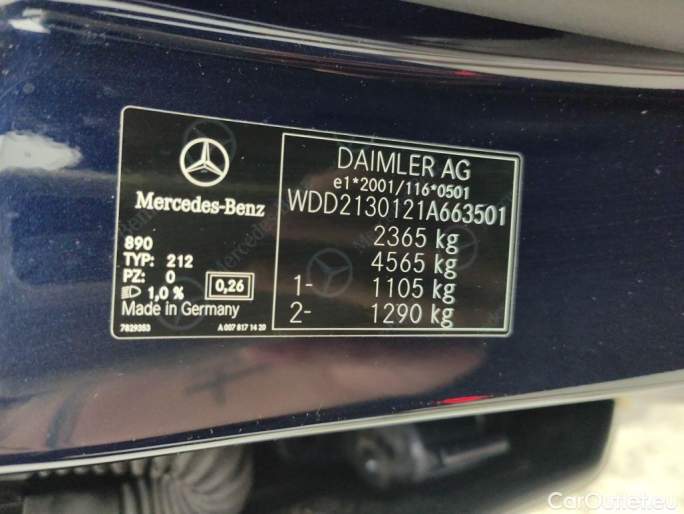 Mercedes-Benz
890
TYP: 212
PZ: 0
1,0 %
0,26
Made in Germany
7829353
A 007 817 14 20
DAIMLER AG
e1*2001/116*0501
WDD2130121A663501
2365 kg
4565 kg
1- 1105 kg
2- 1290 kg
CarOutlet.eu